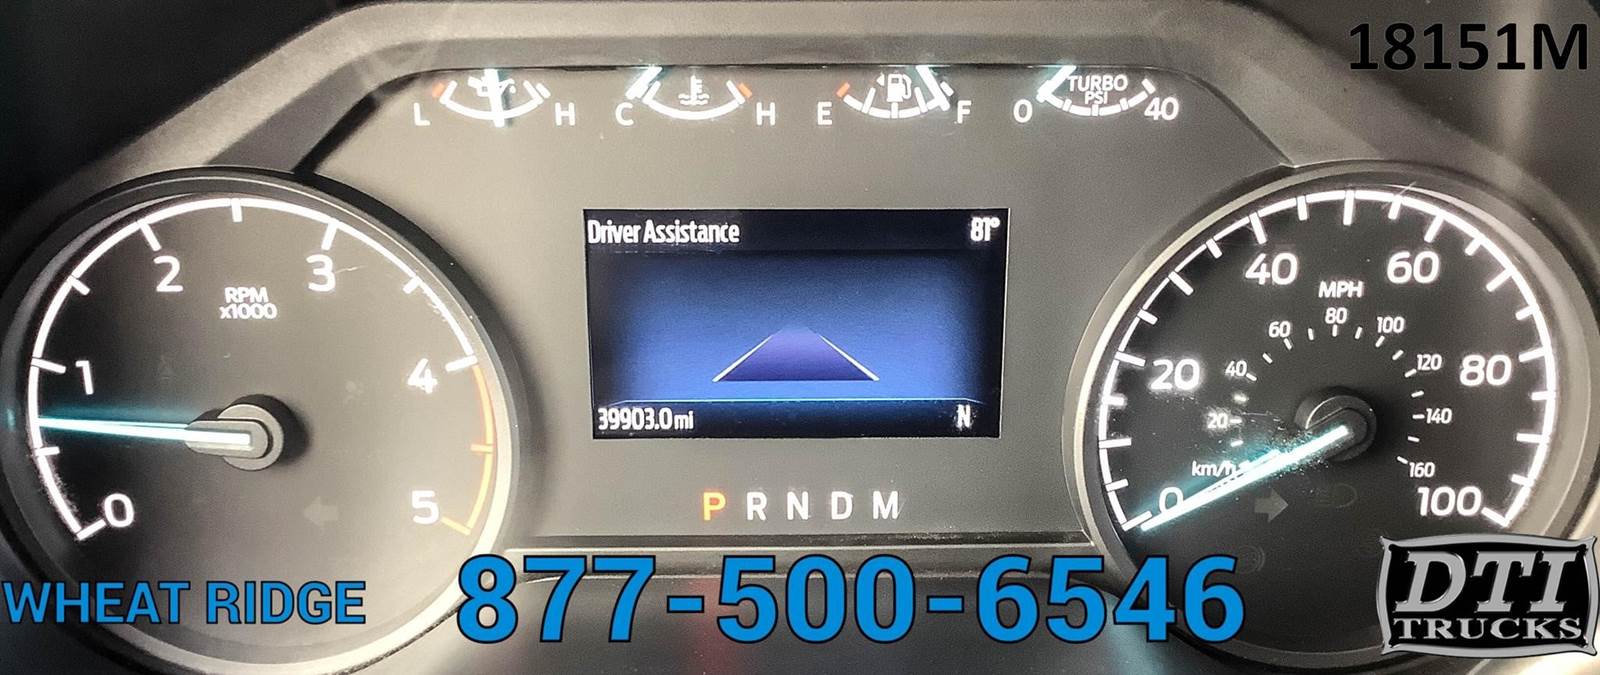 18151M
L H C H E F 0 TURBO PSI 40
Driver Assistance 81°
39903.0 mi N
P R N D M
0 1 2 3 4 5
RPM
x1000
0 20 40 60 80 100
MPH
km/h 20 40 60 80 100 120 140 160
WHEAT RIDGE 877-500-6546
DTI
TRUCKS